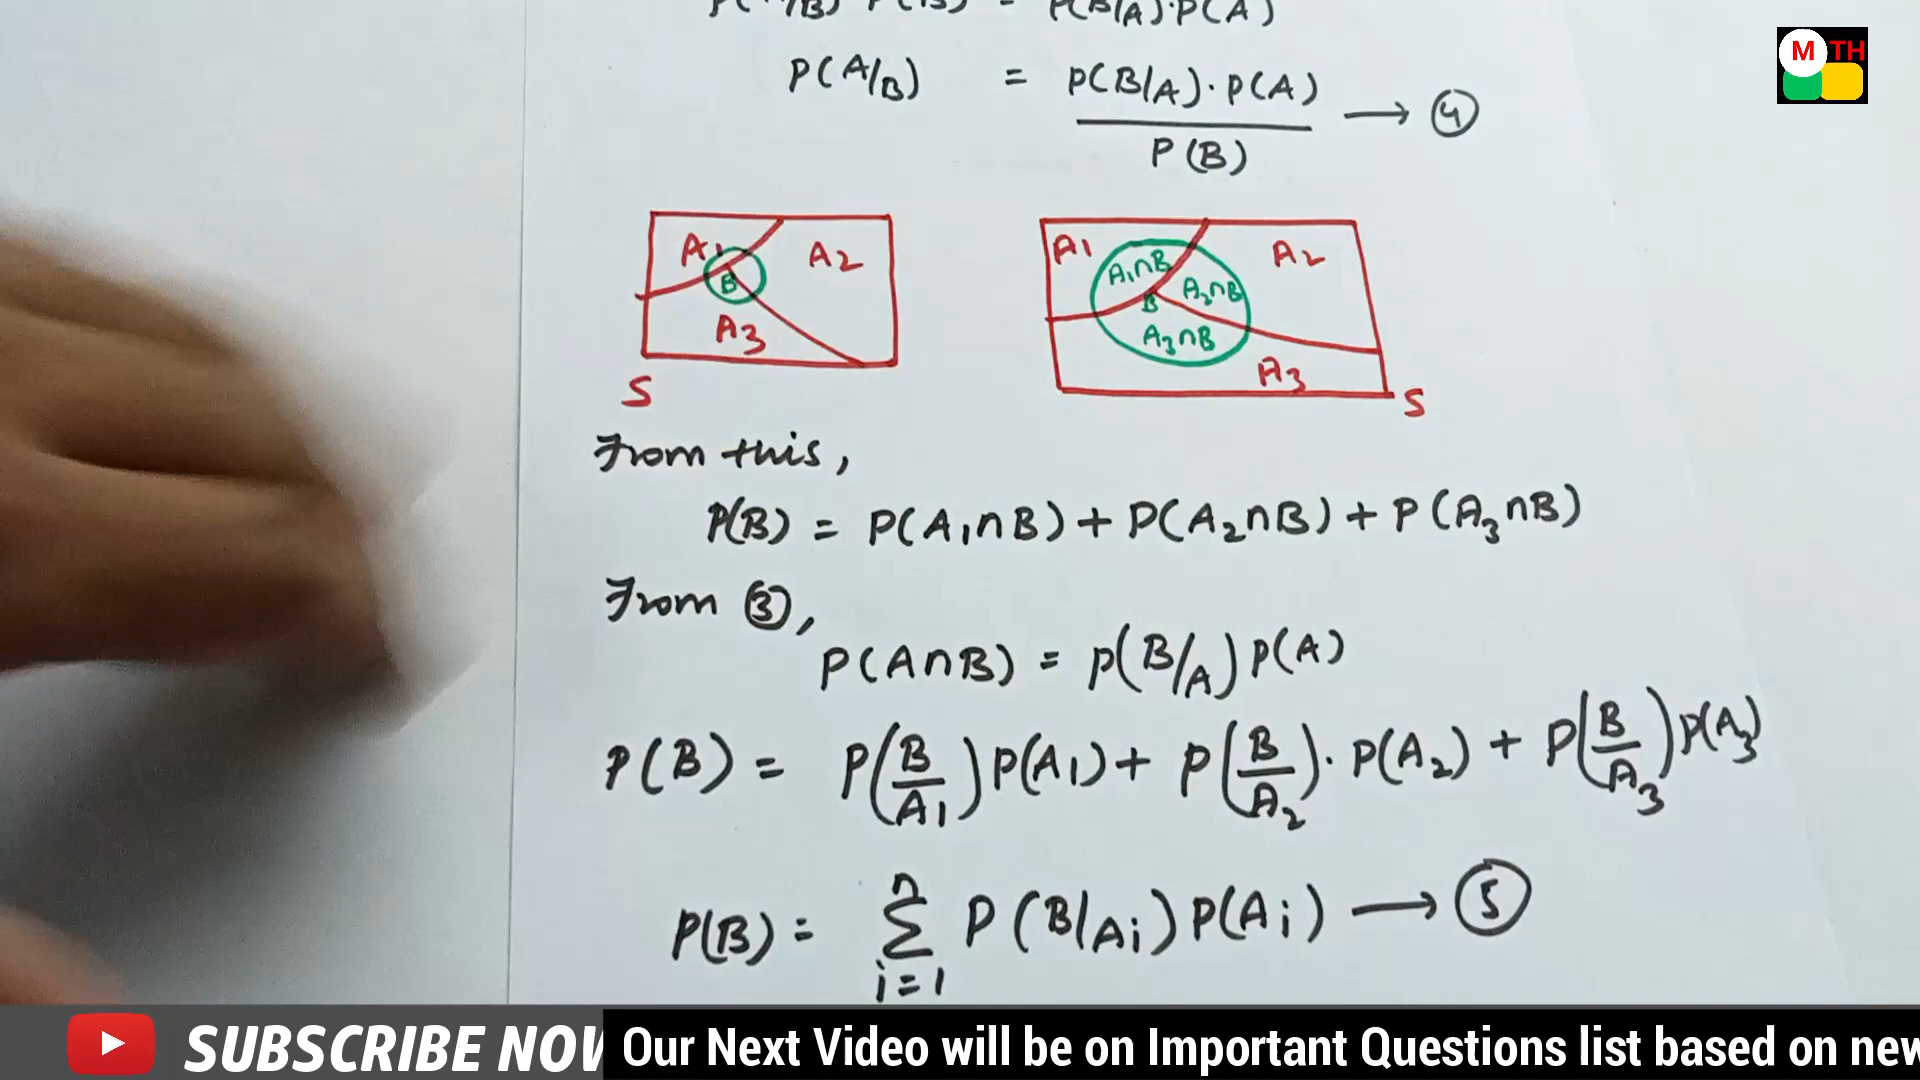 P(A/B) P(B) = P(B/A)·P(A)
M TH
P(A/B) = P(B/A)·P(A) / P(B) → ④
A1 A2 B A3 S
A1 A1∩B A2∩B A2 B A3∩B A3 S
From this,
P(B) = P(A1∩B) + P(A2∩B) + P(A3∩B)
From ③,
P(A∩B) = P(B/A) P(A)
P(B) = P(B/A1) P(A1) + P(B/A2)· P(A2) + P(B/A3) P(A3)
P(B) = n Σ i=1 P(B/Ai) P(Ai) → ⑤
SUBSCRIBE NOW Our Next Video will be on Important Questions list based on new